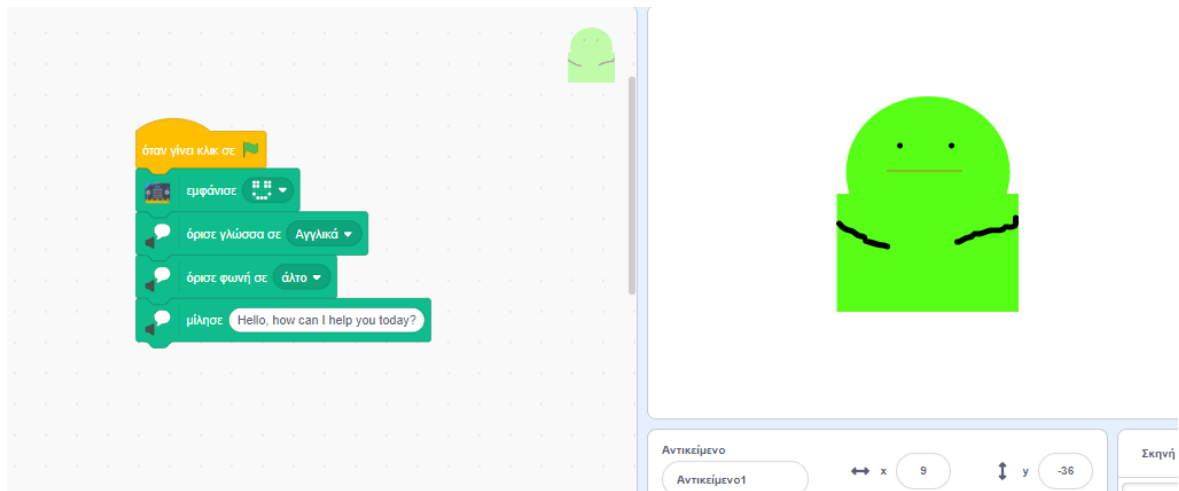 όταν γίνει κλικ σε
εμφάνισε
όρισε γλώσσα σε Αγγλικά
όρισε φωνή σε άλτο
μίλησε Hello, how can I help you today?
Αντικείμενο
Αντικείμενο1
x 9
y -36
Σκηνή